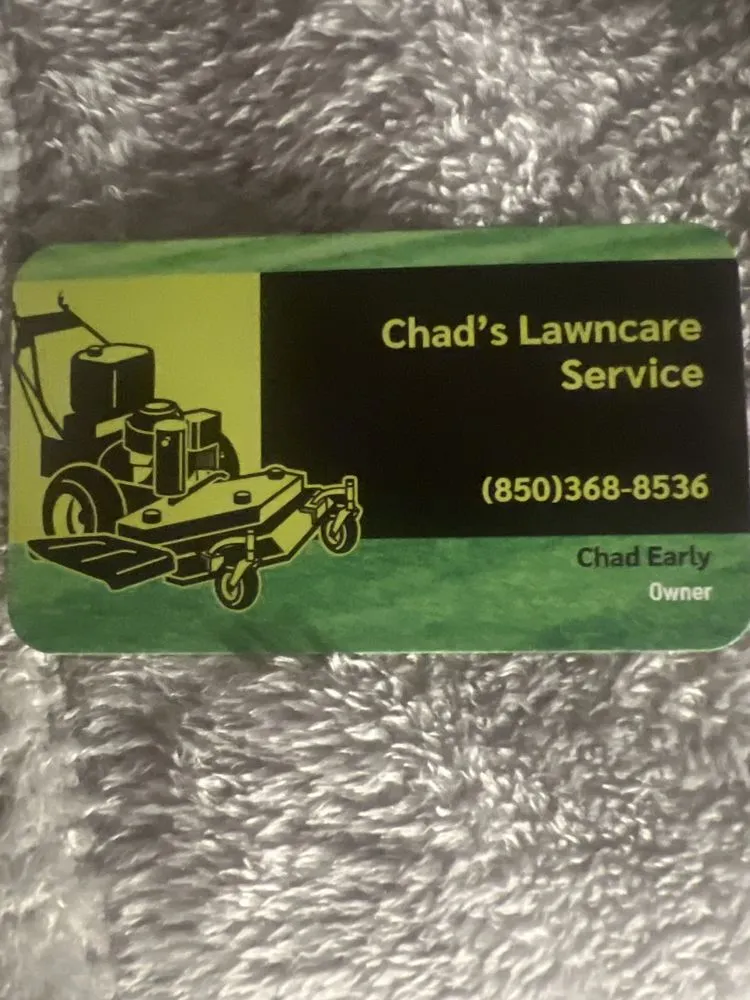 Chad's Lawncare
Service
(850)368-8536
Chad Early
Owner